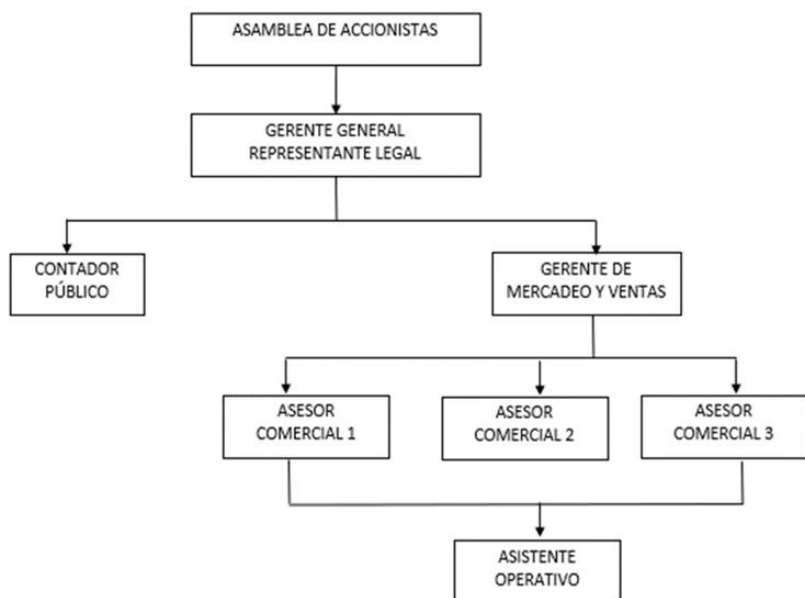 ASAMBLEA DE ACCIONISTAS
GERENTE GENERAL
REPRESENTANTE LEGAL
CONTADOR
PÚBLICO
GERENTE DE
MERCADEO Y VENTAS
ASESOR
COMERCIAL 1
ASESOR
COMERCIAL 2
ASESOR
COMERCIAL 3
ASISTENTE
OPERATIVO